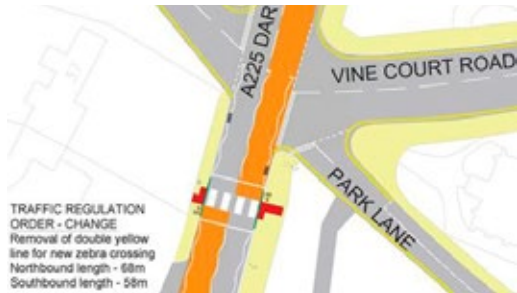 A225 DAR
VINE COURT ROAD
PARK LANE
TRAFFIC REGULATION
ORDER - CHANGE
Removal of double yellow
line for new zebra crossing
Northbound length - 68m
Southbound length - 58m